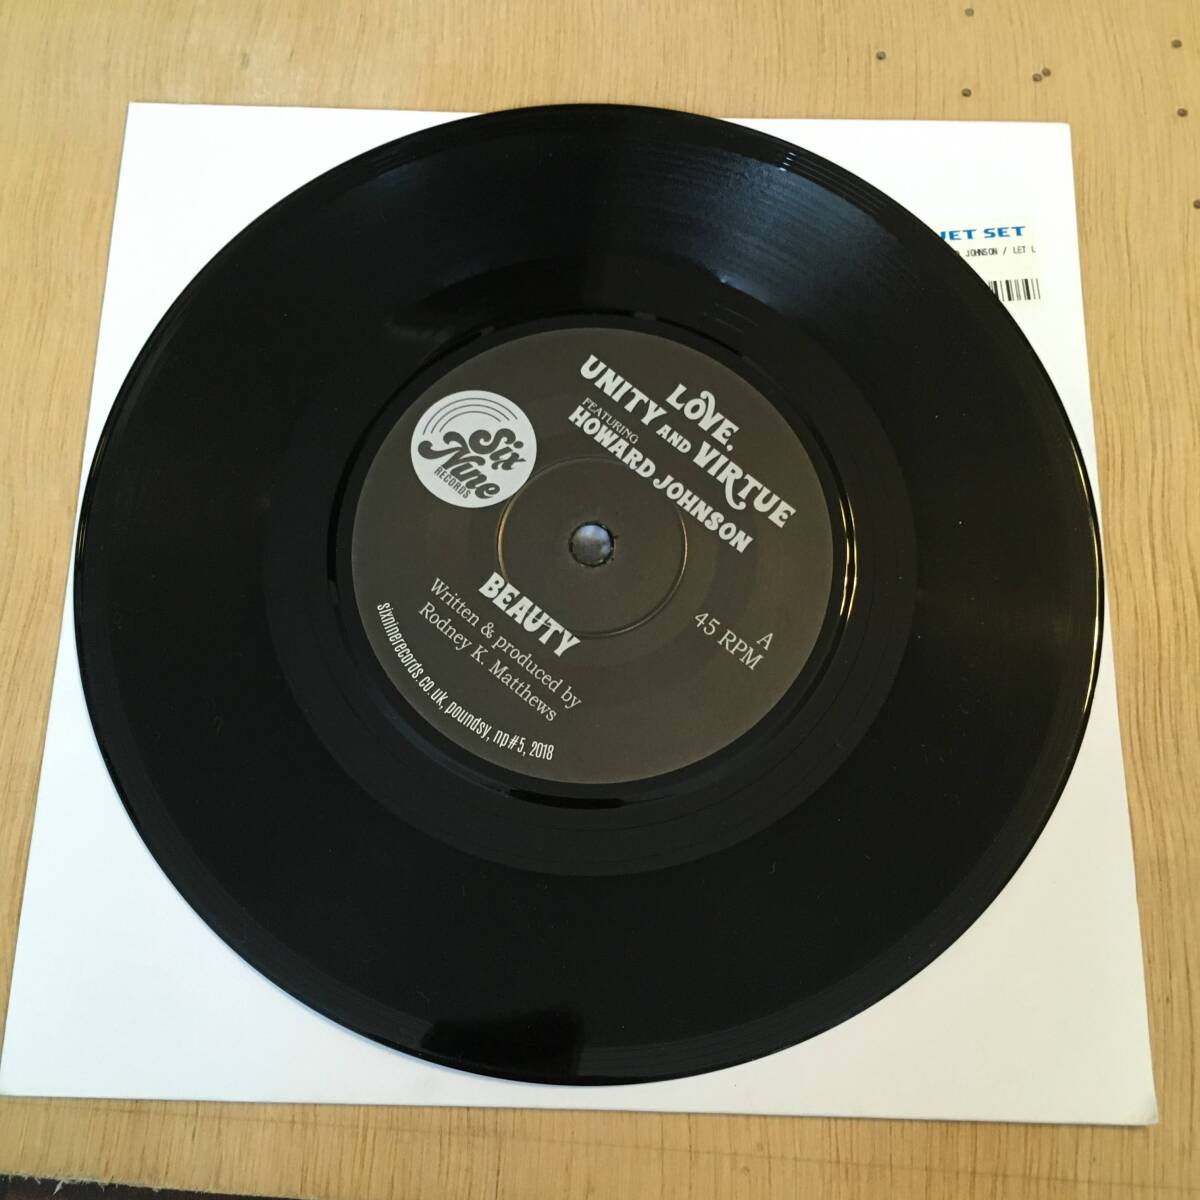 JET SET
JOHNSON / LET L
LOVE,
UNITY AND VIRTUE
FEATURING
HOWARD JOHNSON
Six
Nine
RECORDS
BEAUTY
Written & produced by
Rodney K. Matthews
A
45 RPM
sixninerecords.co.uk, poundsy, np#5, 2018